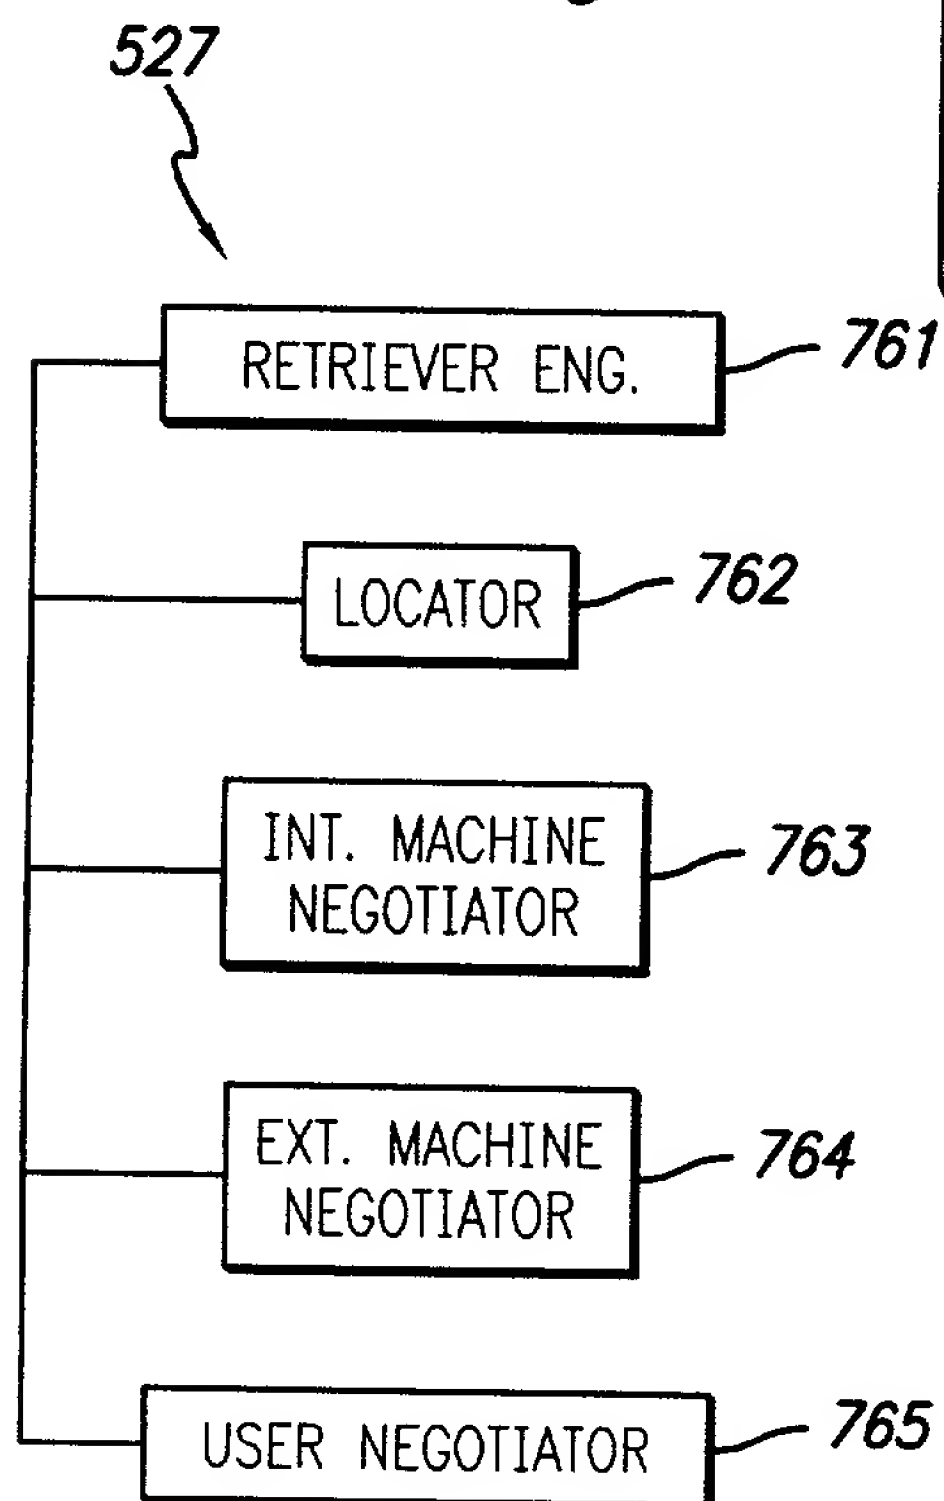 527
RETRIEVER ENG.
761
LOCATOR
762
INT. MACHINE
NEGOTIATOR
763
EXT. MACHINE
NEGOTIATOR
764
USER NEGOTIATOR
765